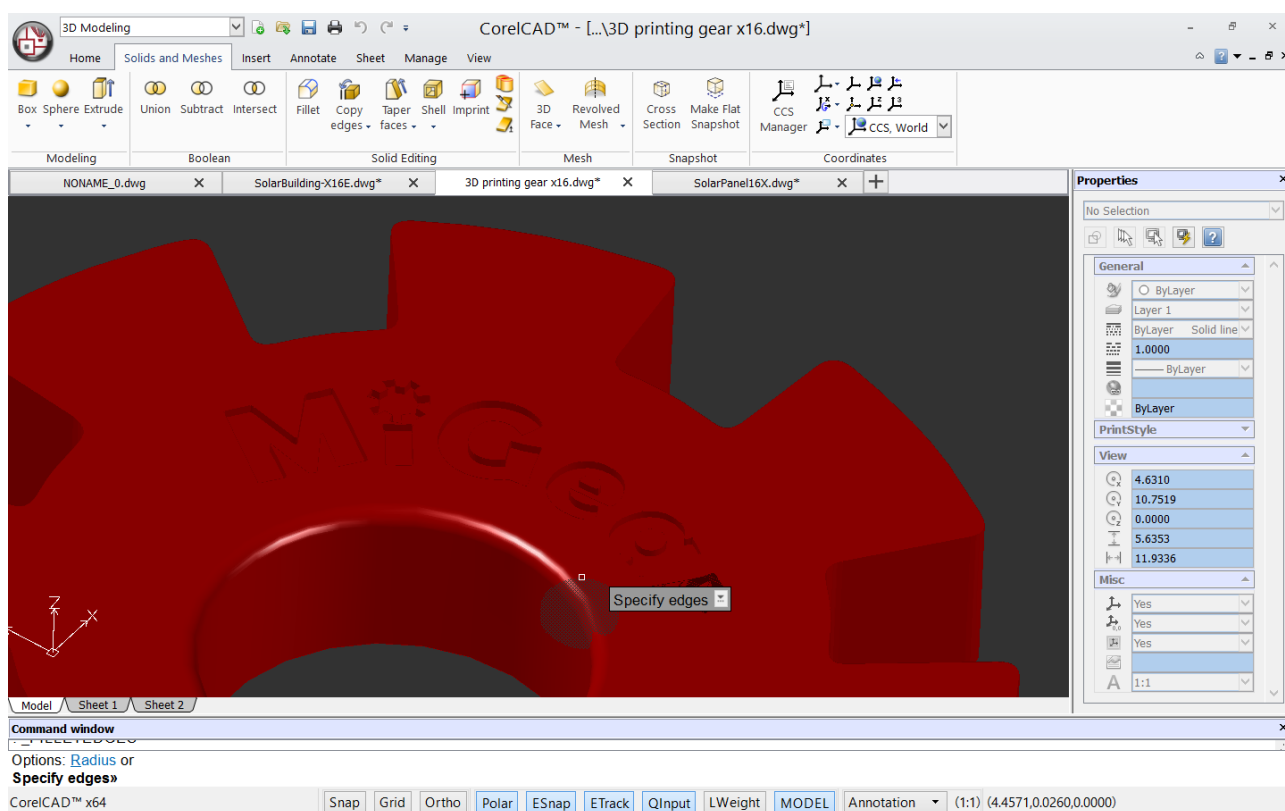 3D Modeling
CorelCAD™ - [...\3D printing gear x16.dwg*]
Home Solids and Meshes Insert Annotate Sheet Manage View
Box Sphere Extrude Union Subtract Intersect Fillet Copy edges Taper faces Shell Imprint 3D Face Revolved Mesh Cross Section Make Flat Snapshot CCS Manager CCS, World
Modeling Boolean Solid Editing Mesh Snapshot Coordinates
NONAME_0.dwg SolarBuilding-X16E.dwg* 3D printing gear x16.dwg* SolarPanel16X.dwg*
Properties
No Selection
General
ByLayer
Layer 1
ByLayer Solid line
1.0000
ByLayer
ByLayer
PrintStyle
View
4.6310
10.7519
0.0000
5.6353
11.9336
Misc
Yes
Yes
Yes
1:1
Specify edges
Z
X
Model Sheet 1 Sheet 2
Command window
Options: Radius or
Specify edges»
CorelCAD™ x64 Snap Grid Ortho Polar ESnap ETrack QInput LWeight MODEL Annotation (1:1) (4.4571,0.0260,0.0000)